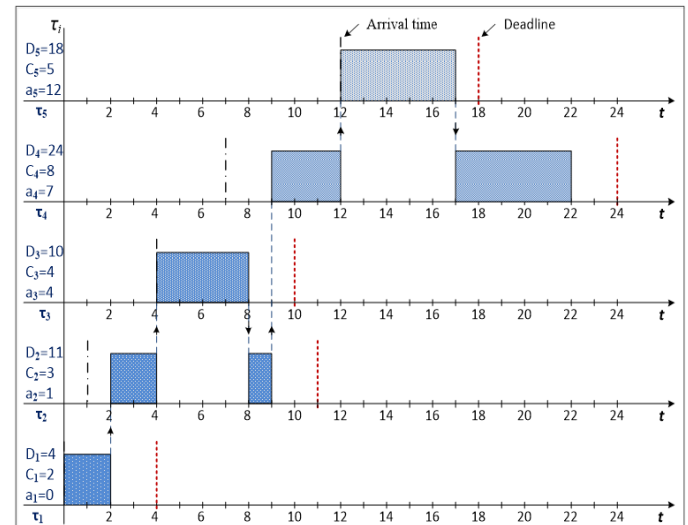 τi
Arrival time
Deadline
D5=18
C5=5
a5=12
τ5
2 4 6 8 10 12 14 16 18 20 22 24 t
D4=24
C4=8
a4=7
τ4
2 4 6 8 10 12 14 16 18 20 22 24 t
D3=10
C3=4
a3=4
τ3
2 4 6 8 10 12 14 16 18 20 22 24 t
D2=11
C2=3
a2=1
τ2
2 4 6 8 10 12 14 16 18 20 22 24 t
D1=4
C1=2
a1=0
τ1
2 4 6 8 10 12 14 16 18 20 22 24 t